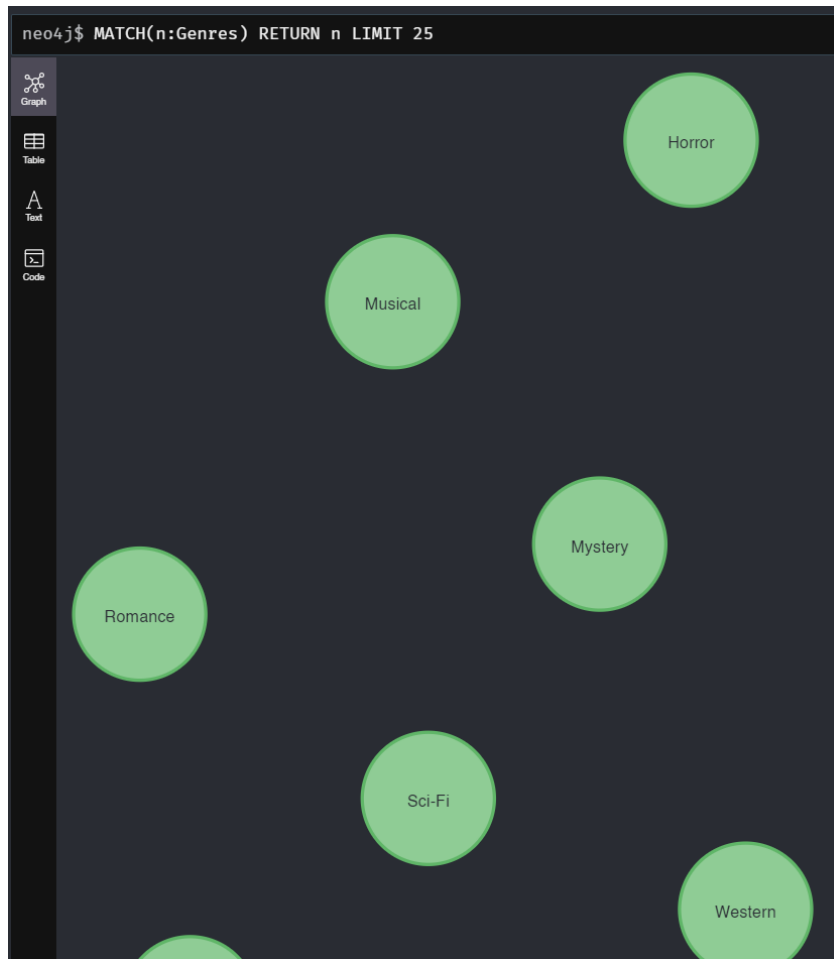 neo4j$ MATCH(n:Genres) RETURN n LIMIT 25
Graph
Table
Text
Code
Horror
Musical
Mystery
Romance
Sci-Fi
Western